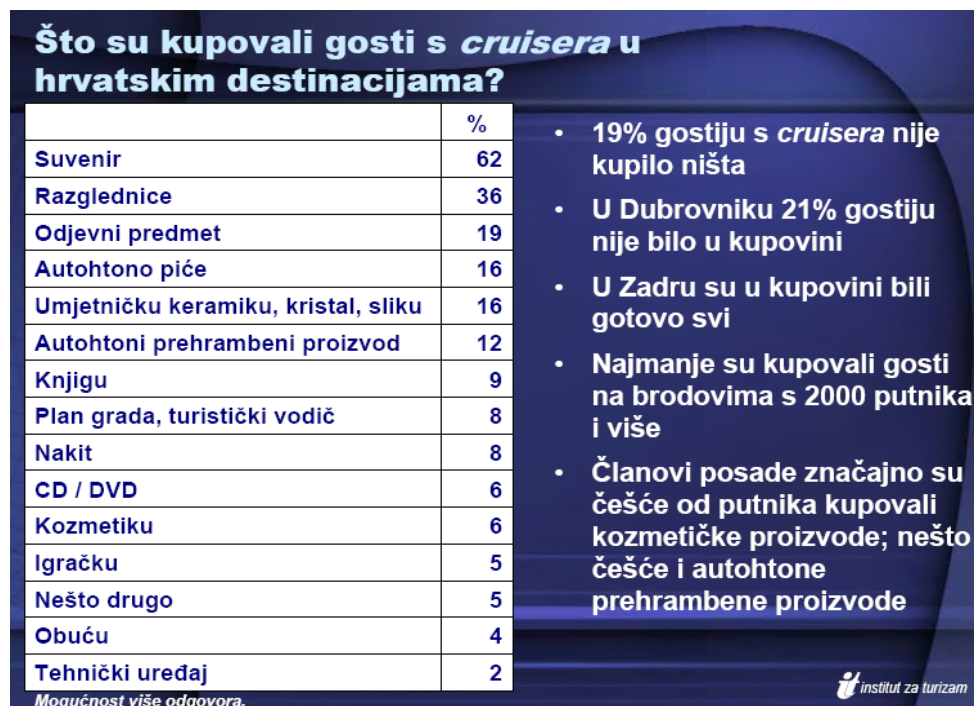 Što su kupovali gosti s cruisera u
hrvatskim destinacijama?
%
Suvenir 62
Razglednice 36
Odjevni predmet 19
Autohtono piće 16
Umjetničku keramiku, kristal, sliku 16
Autohtoni prehrambeni proizvod 12
Knjigu 9
Plan grada, turistički vodič 8
Nakit 8
CD / DVD 6
Kozmetiku 6
Igračku 5
Nešto drugo 5
Obuću 4
Tehnički uređaj 2
Mogućnost više odgovora.
• 19% gostiju s cruisera nije
kupilo ništa
• U Dubrovniku 21% gostiju
nije bilo u kupovini
• U Zadru su u kupovini bili
gotovo svi
• Najmanje su kupovali gosti
na brodovima s 2000 putnika
i više
• Članovi posade značajno su
češće od putnika kupovali
kozmetičke proizvode; nešto
češće i autohtone
prehrambene proizvode
it institut za turizam